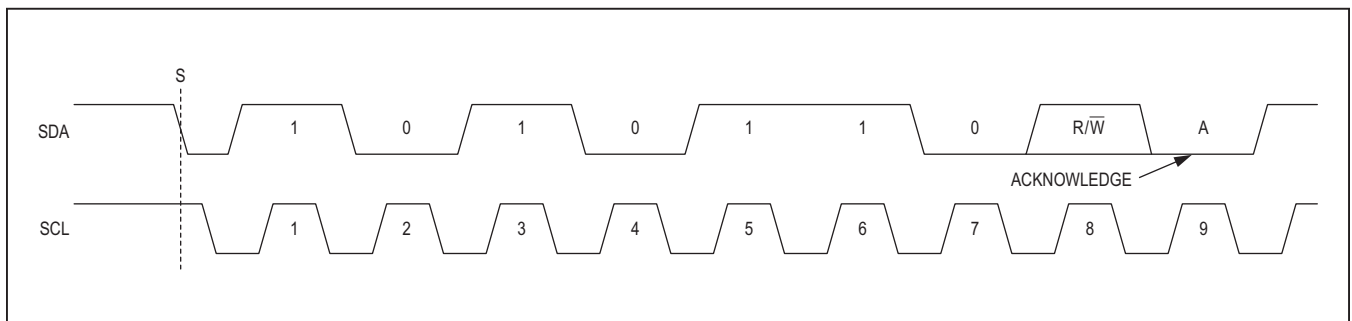 S
SDA 1 0 1 0 1 1 0 R/W̅ A
ACKNOWLEDGE
SCL 1 2 3 4 5 6 7 8 9